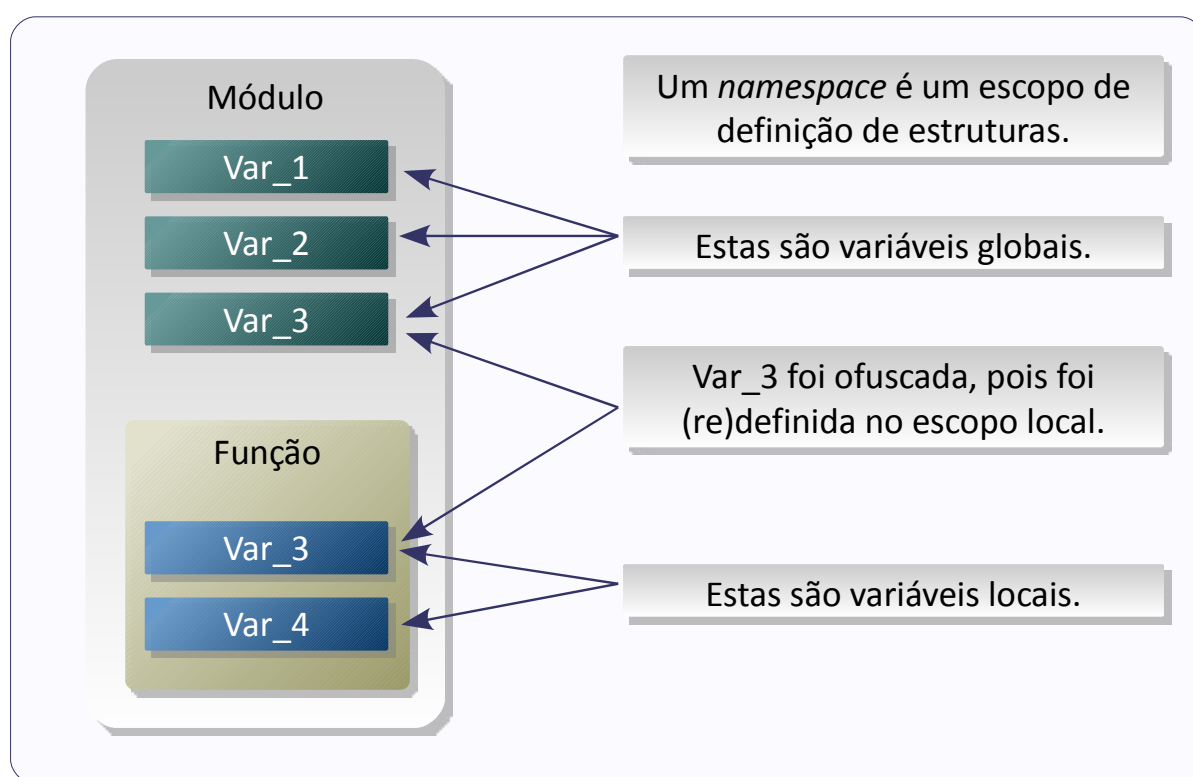 Módulo
Var_1
Var_2
Var_3
Função
Var_3
Var_4
Um namespace é um escopo de
definição de estruturas.
Estas são variáveis globais.
Var_3 foi ofuscada, pois foi
(re)definida no escopo local.
Estas são variáveis locais.